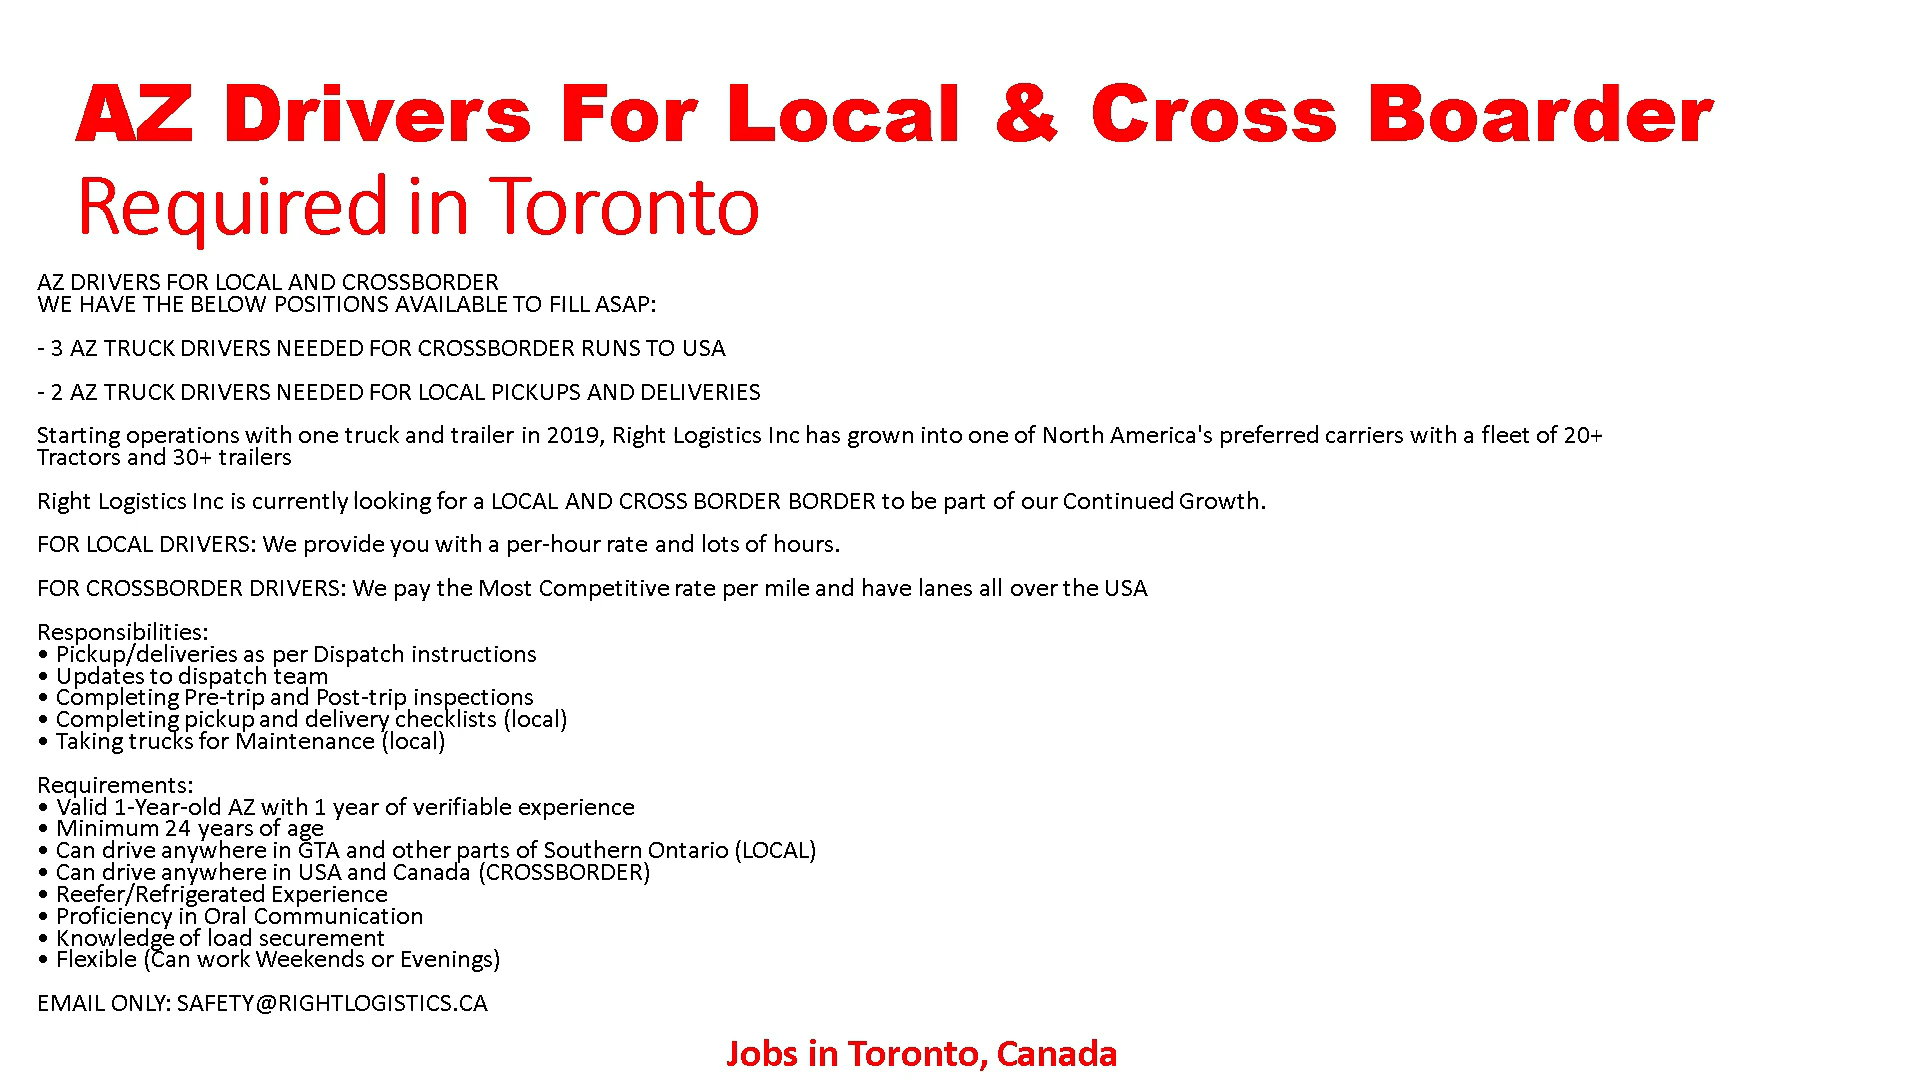 AZ Drivers For Local & Cross Boarder
Required in Toronto
AZ DRIVERS FOR LOCAL AND CROSSBORDER
WE HAVE THE BELOW POSITIONS AVAILABLE TO FILL ASAP:
- 3 AZ TRUCK DRIVERS NEEDED FOR CROSSBORDER RUNS TO USA
- 2 AZ TRUCK DRIVERS NEEDED FOR LOCAL PICKUPS AND DELIVERIES
Starting operations with one truck and trailer in 2019, Right Logistics Inc has grown into one of North America's preferred carriers with a fleet of 20+
Tractors and 30+ trailers
Right Logistics Inc is currently looking for a LOCAL AND CROSS BORDER BORDER to be part of our Continued Growth.
FOR LOCAL DRIVERS: We provide you with a per-hour rate and lots of hours.
FOR CROSSBORDER DRIVERS: We pay the Most Competitive rate per mile and have lanes all over the USA
Responsibilities:
• Pickup/deliveries as per Dispatch instructions
• Updates to dispatch team
• Completing Pre-trip and Post-trip inspections
• Completing pickup and delivery checklists (local)
• Taking trucks for Maintenance (local)
Requirements:
• Valid 1-Year-old AZ with 1 year of verifiable experience
• Minimum 24 years of age
• Can drive anywhere in GTA and other parts of Southern Ontario (LOCAL)
• Can drive anywhere in USA and Canada (CROSSBORDER)
• Reefer/Refrigerated Experience
• Proficiency in Oral Communication
• Knowledge of load securement
• Flexible (Can work Weekends or Evenings)
EMAIL ONLY: SAFETY@RIGHTLOGISTICS.CA
Jobs in Toronto, Canada